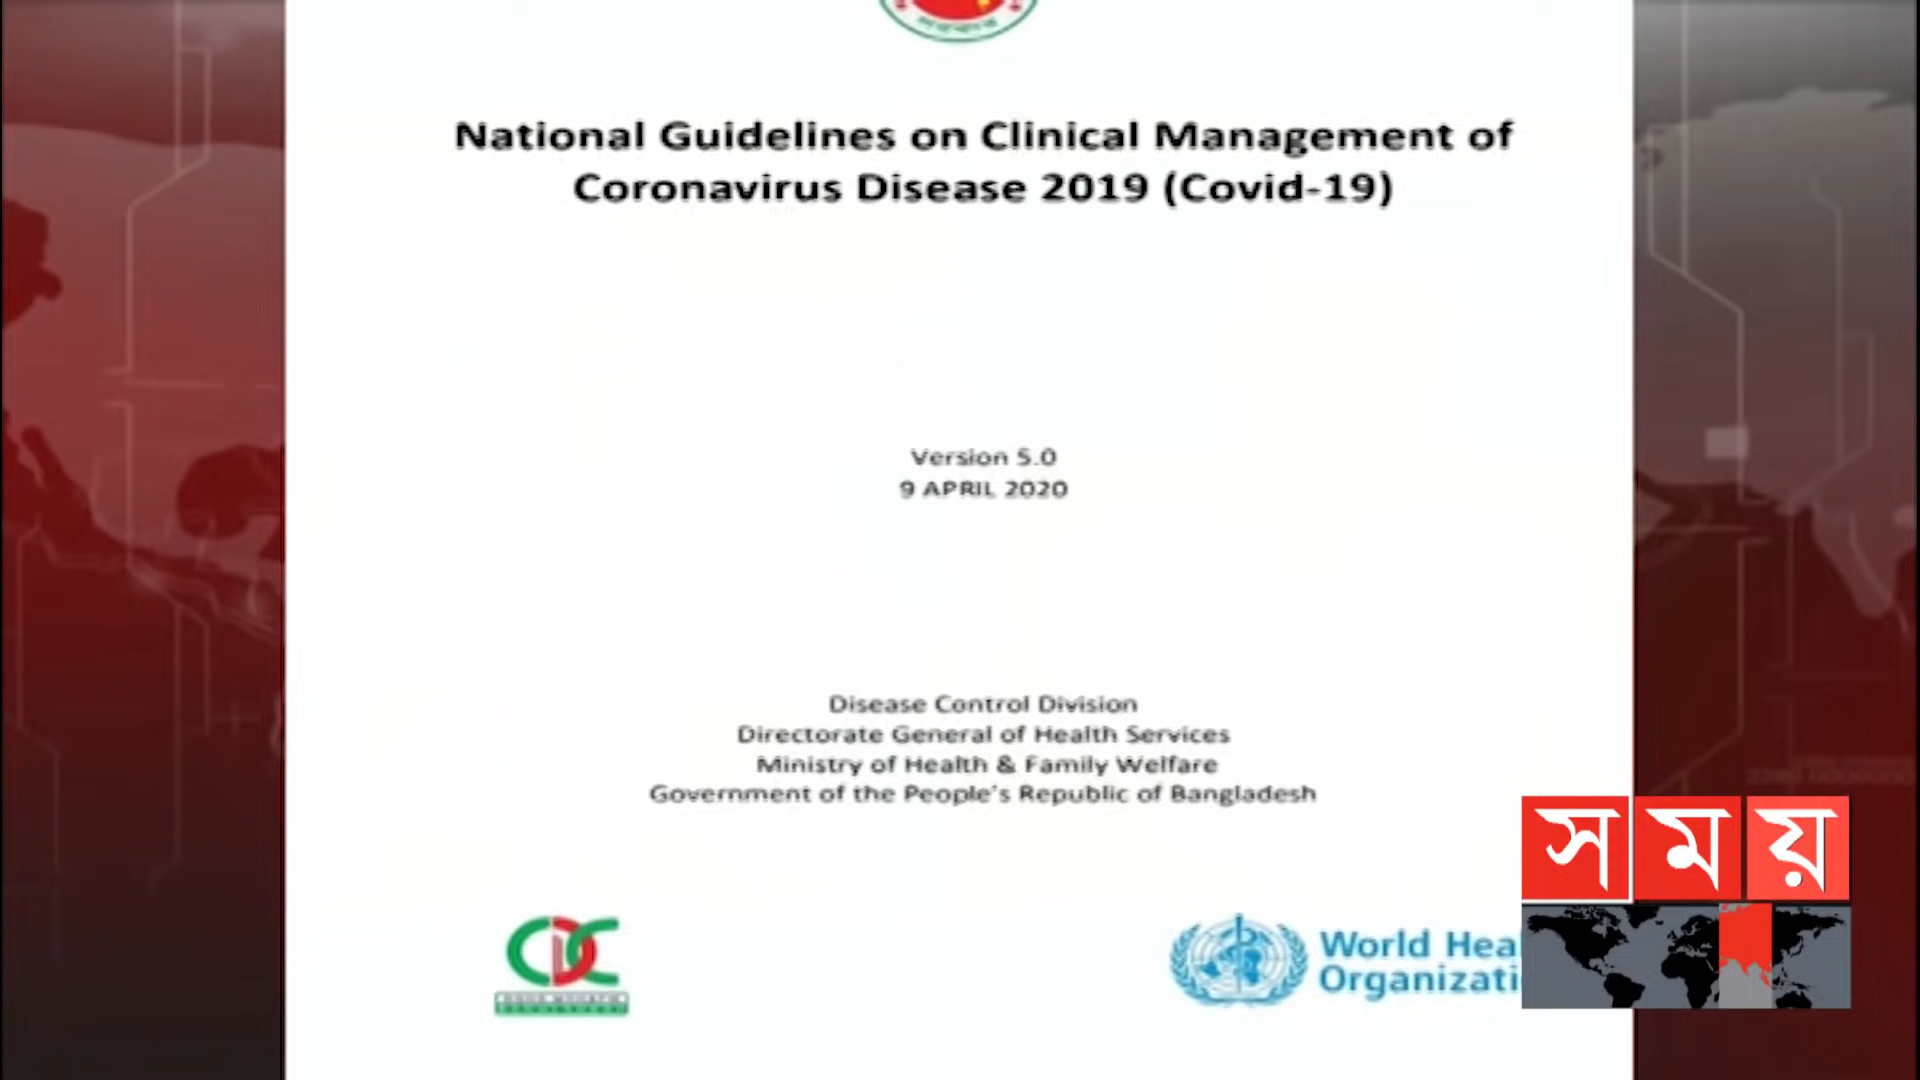 National Guidelines on Clinical Management of
Coronavirus Disease 2019 (Covid-19)
Version 5.0
9 APRIL 2020
Disease Control Division
Directorate General of Health Services
Ministry of Health & Family Welfare
Government of the People's Republic of Bangladesh
CDC
World Hea
Organizati
সময়